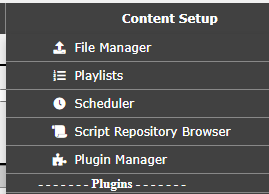 Content Setup
File Manager
Playlists
Scheduler
Script Repository Browser
Plugin Manager
- - - - - - - Plugins - - - - - - -